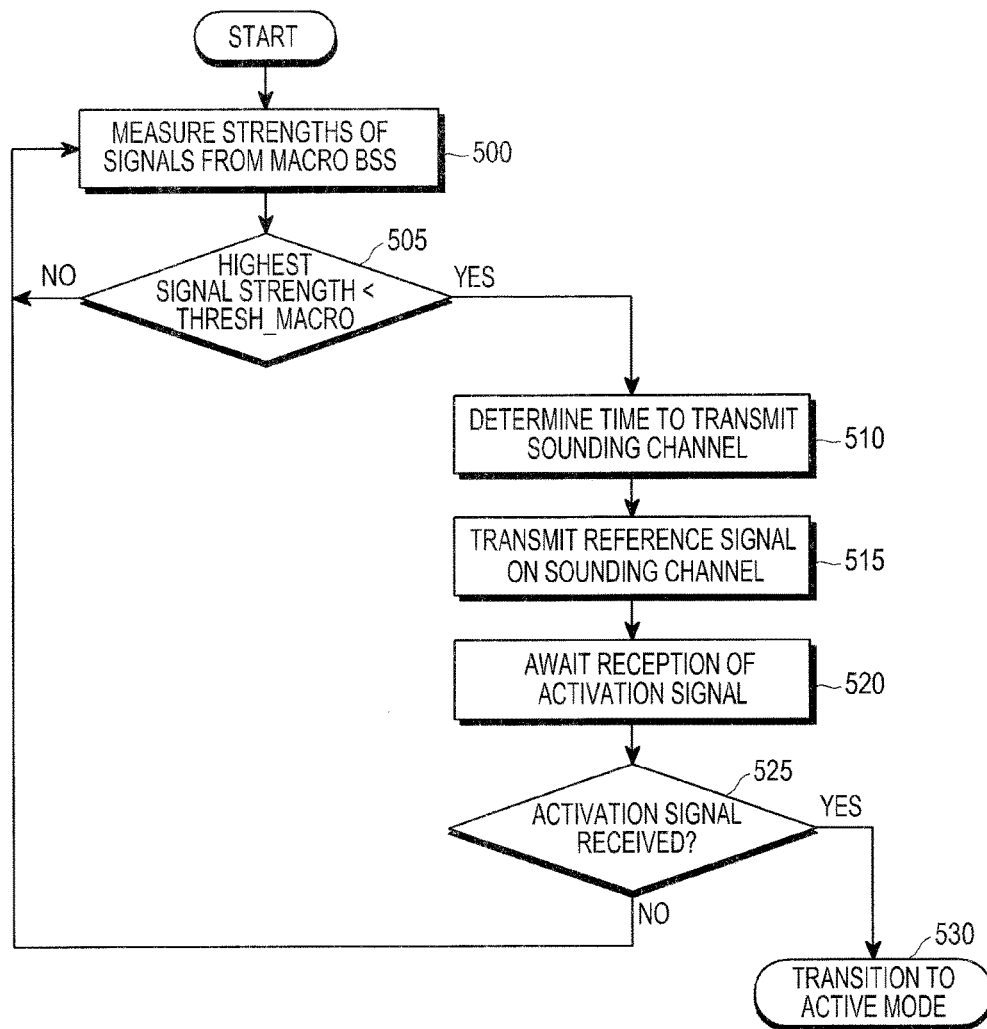 START
MEASURE STRENGTHS OF
SIGNALS FROM MACRO BSS
500
505
HIGHEST
SIGNAL STRENGTH <
THRESH_MACRO
NO
YES
DETERMINE TIME TO TRANSMIT
SOUNDING CHANNEL
510
TRANSMIT REFERENCE SIGNAL
ON SOUNDING CHANNEL
515
AWAIT RECEPTION OF
ACTIVATION SIGNAL
520
525
ACTIVATION SIGNAL
RECEIVED?
YES
NO
530
TRANSITION TO
ACTIVE MODE